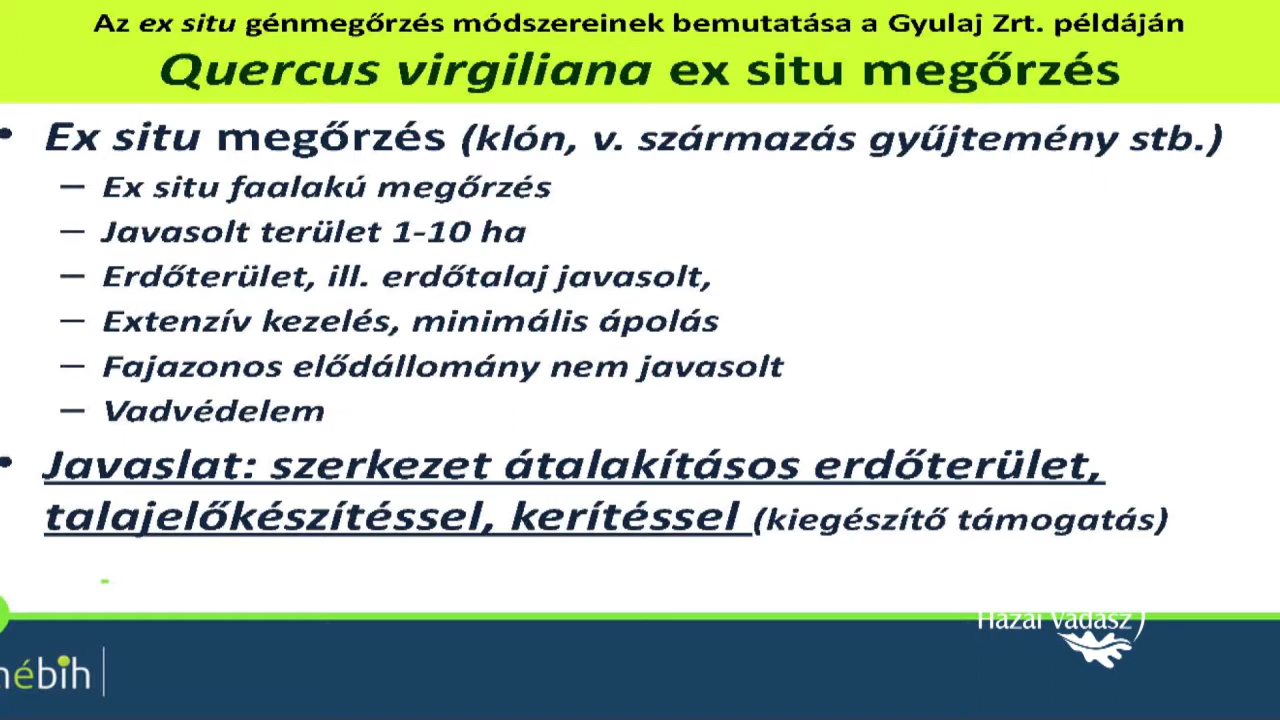 Az ex situ génmegőrzés módszereinek bemutatása a Gyulaj Zrt. példáján
Quercus virgiliana ex situ megőrzés
• Ex situ megőrzés (klón, v. származás gyűjtemény stb.)
– Ex situ faalakú megőrzés
– Javasolt terület 1-10 ha
– Erdőterület, ill. erdőtalaj javasolt,
– Extenzív kezelés, minimális ápolás
– Fajazonos elődállomány nem javasolt
– Vadvédelem
• Javaslat: szerkezet átalakításos erdőterület,
talajelőkészítéssel, kerítéssel (kiegészítő támogatás)
-
Hazai Vadász
nébih